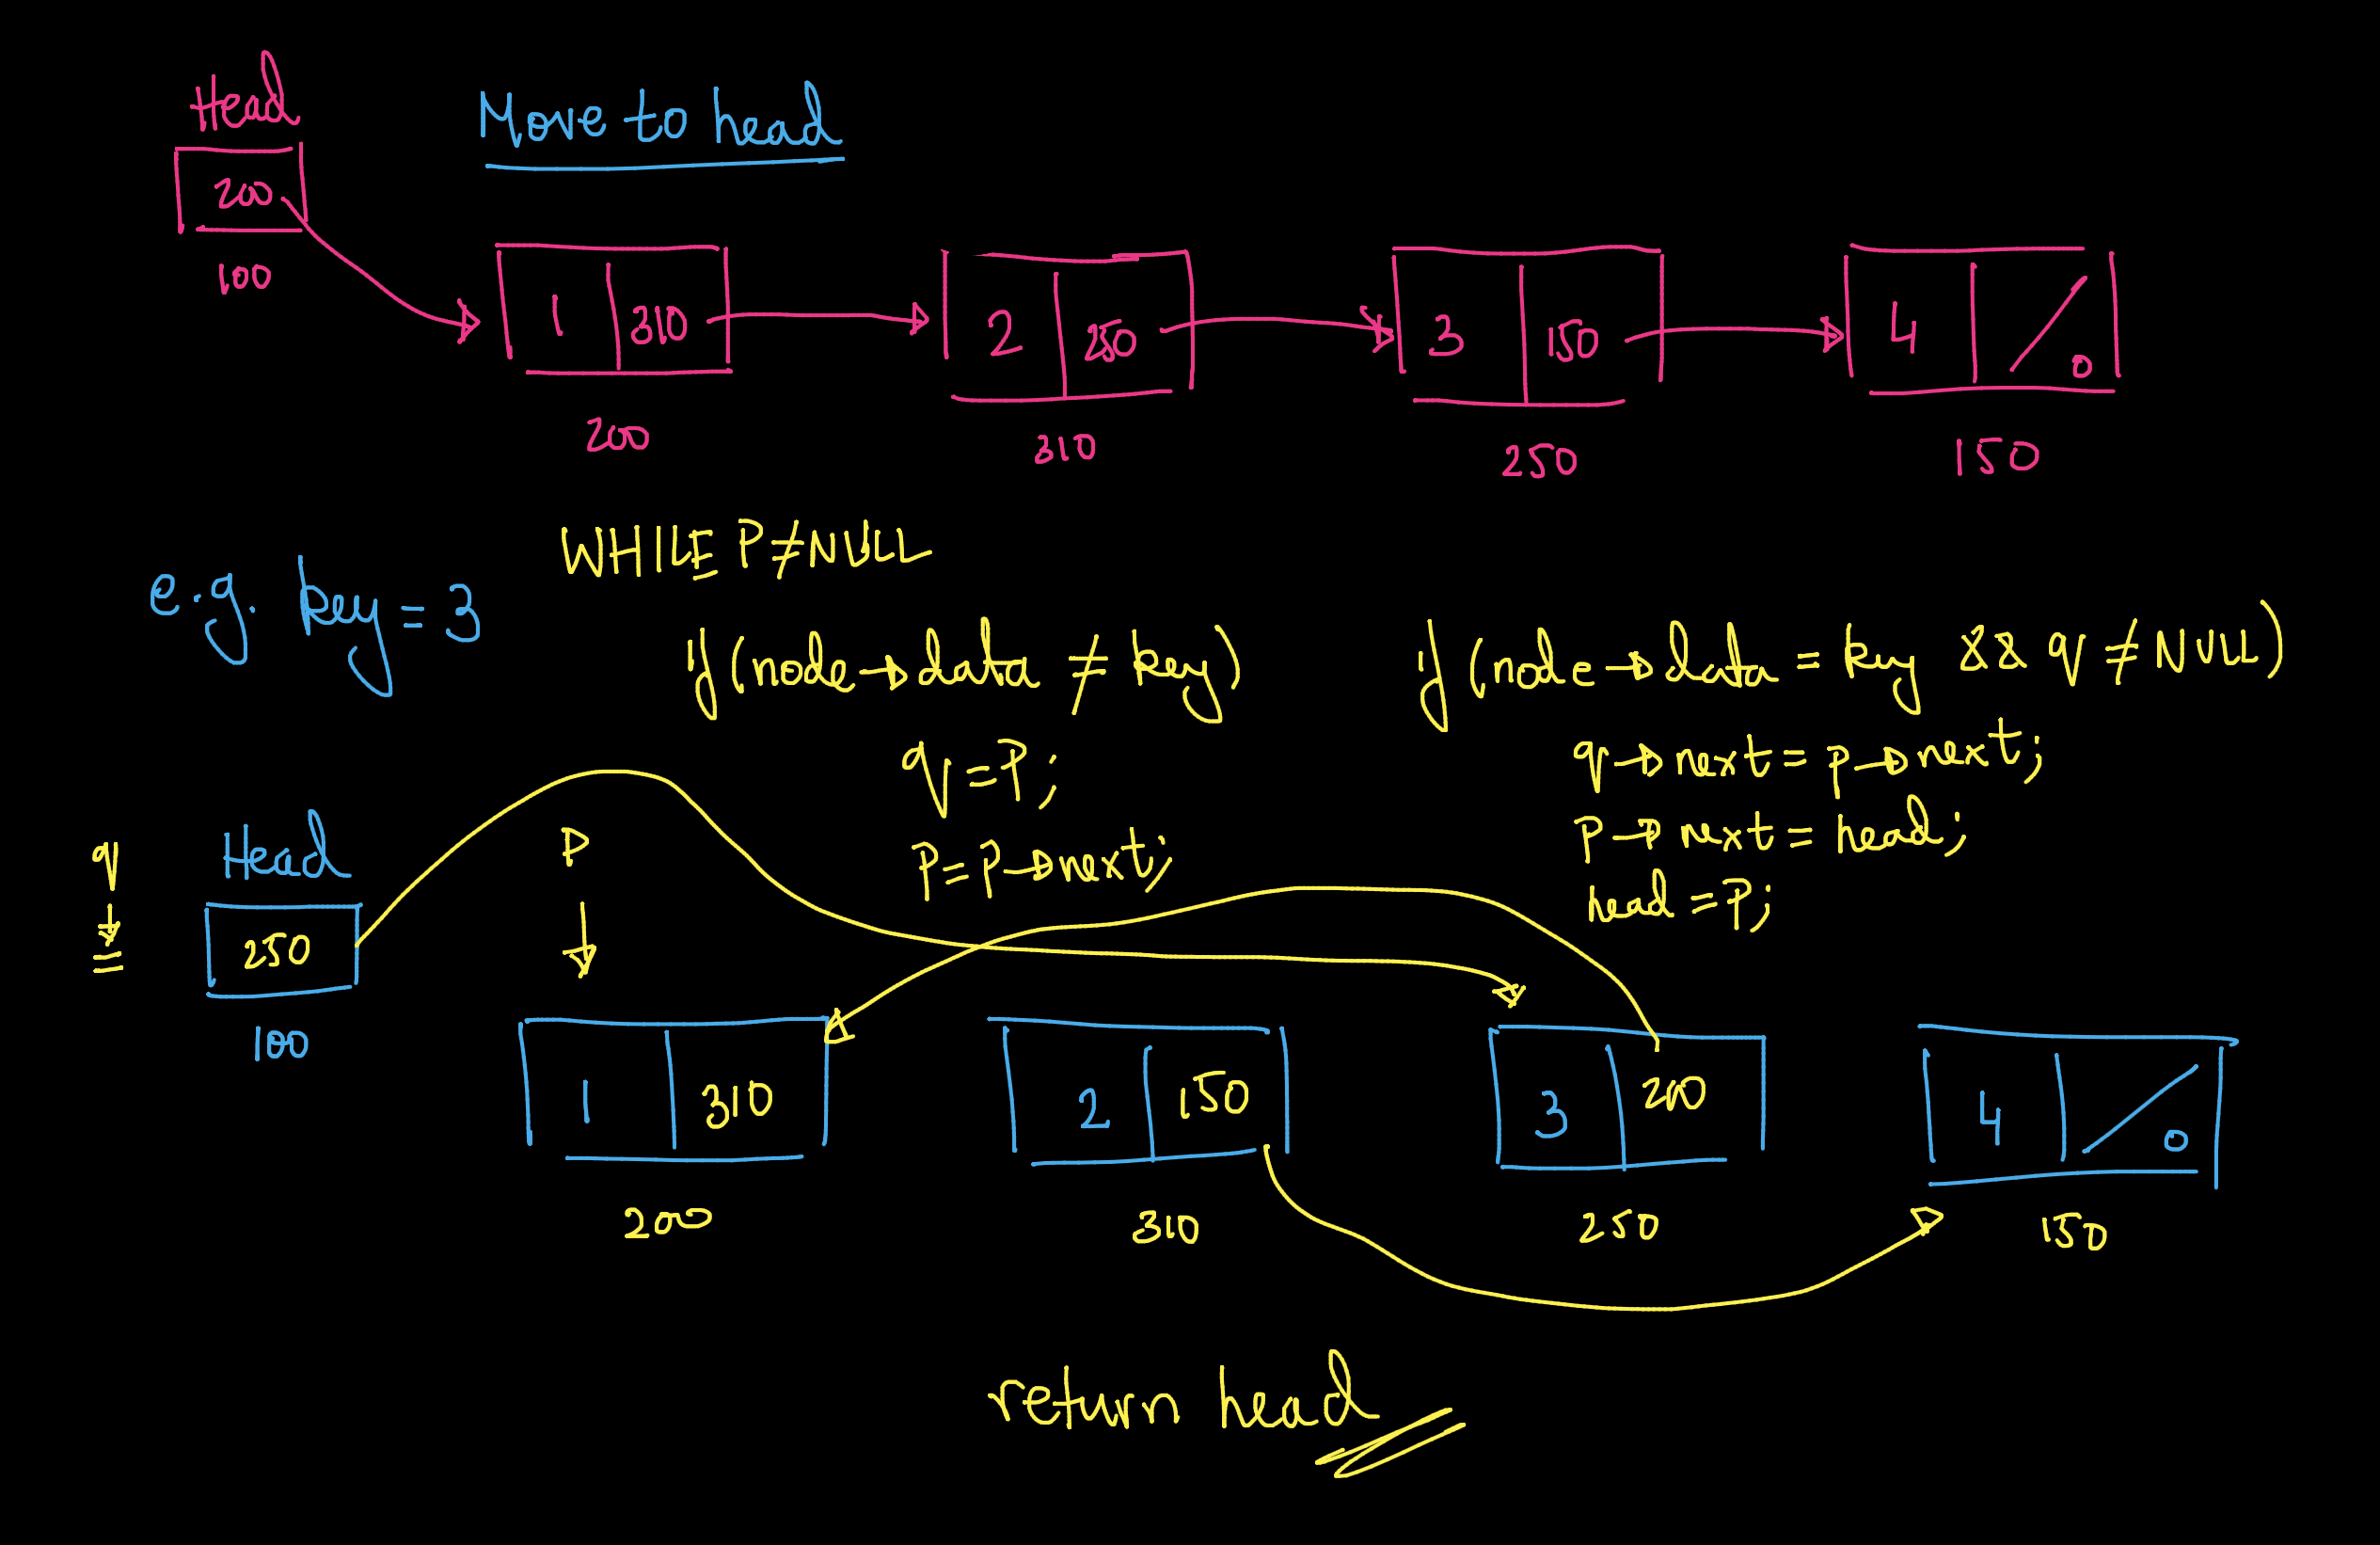 Head
Move to head
200
100
1 310
2 250
3 150
4 0
200
310
250
150
WHILE P≠NULL
e.g. key = 3
if (node→data ≠ key)
q = P;
P = P→next;
if (node→data = key && q ≠ NULL)
q→next = p→next;
P→next = head;
head = P;
q
Head
P
250
100
1 310
2 150
3 200
4 0
200
310
250
150
return head